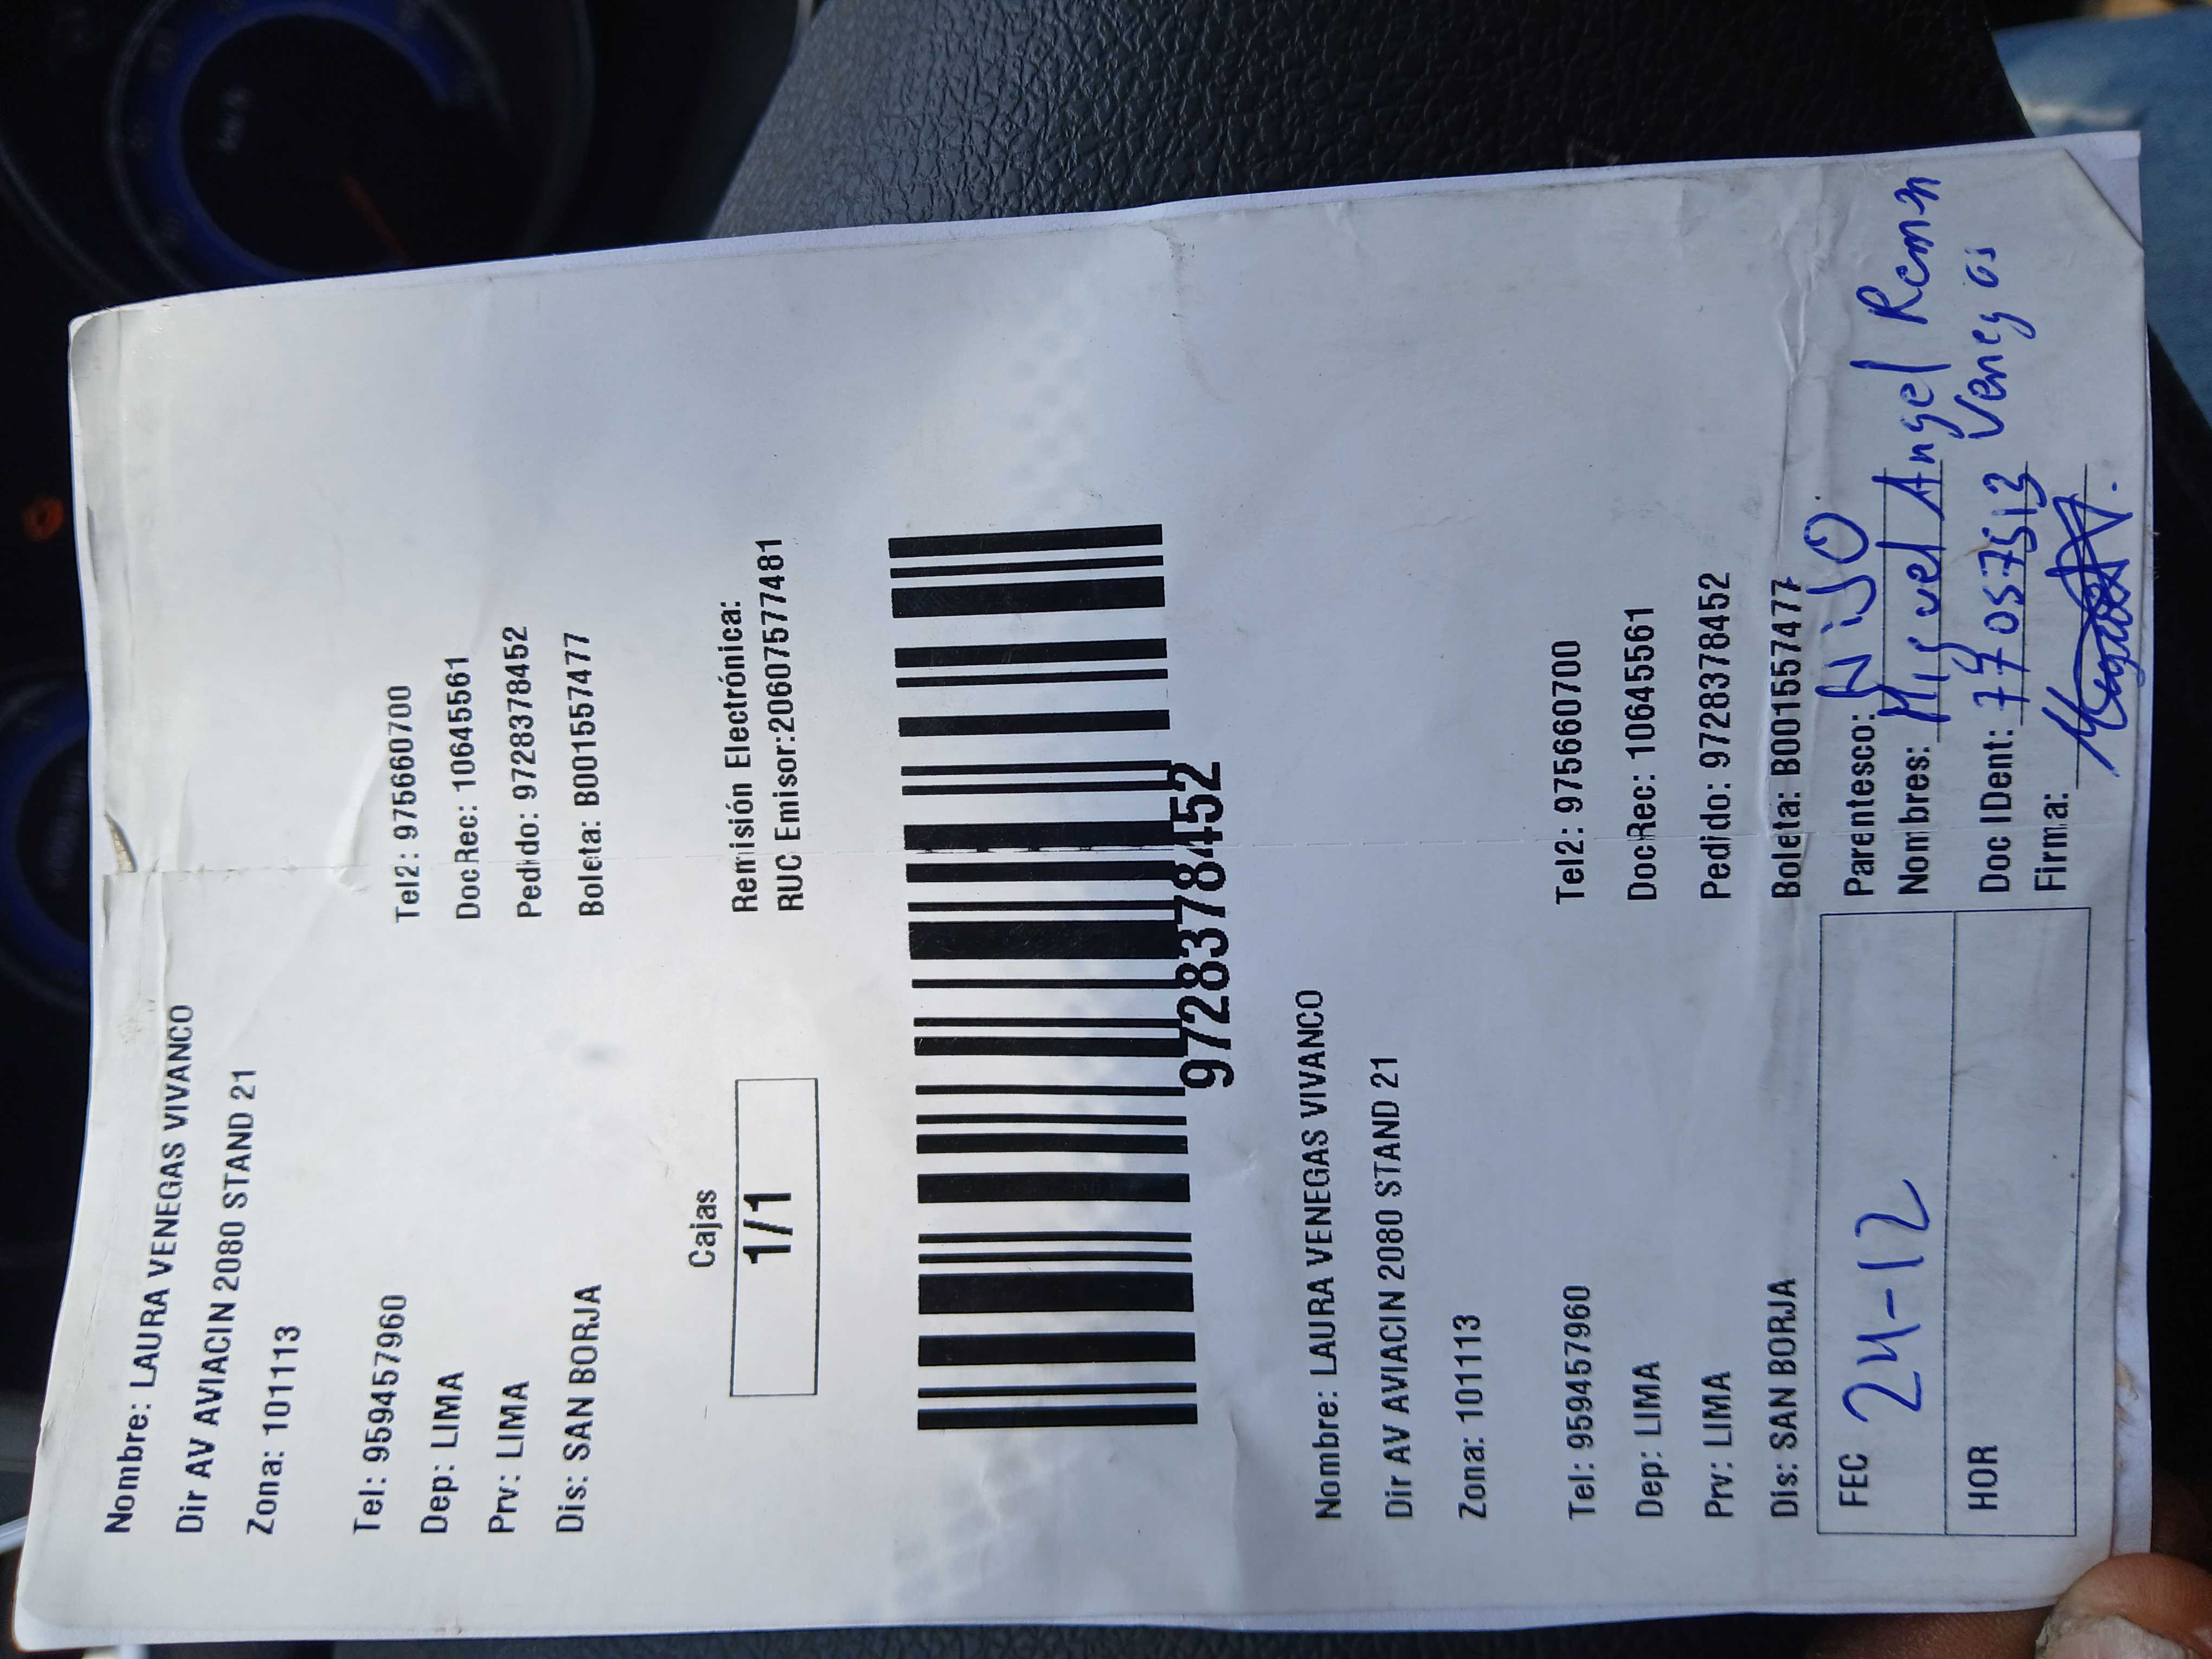 Nombre: LAURA VENEGAS VIVANCO
Dir AV AVIACIN 2080 STAND 21
Zona: 101113
Tel: 959457960 Tel2: 975660700
Dep: LIMA DocRec: 10645561
Prv: LIMA Pedido: 97283778452
Dis: SAN BORJA Boleta: B001557477
Cajas
1/1
Remisión Electrónica:
RUC Emisor:20607577481
97283778452
Nombre: LAURA VENEGAS VIVANCO
Dir AV AVIACIN 2080 STAND 21
Zona: 101113
Tel: 959457960 Tel2: 975660700
Dep: LIMA DocRec: 10645561
Prv: LIMA Pedido: 97283778452
Dis: SAN BORJA Boleta: B001557477
FEC 24-12
HOR
Parentesco: HiJO
Nombres: Miguel Angel
Venegas
Doc IDent: 77057513
Firma: